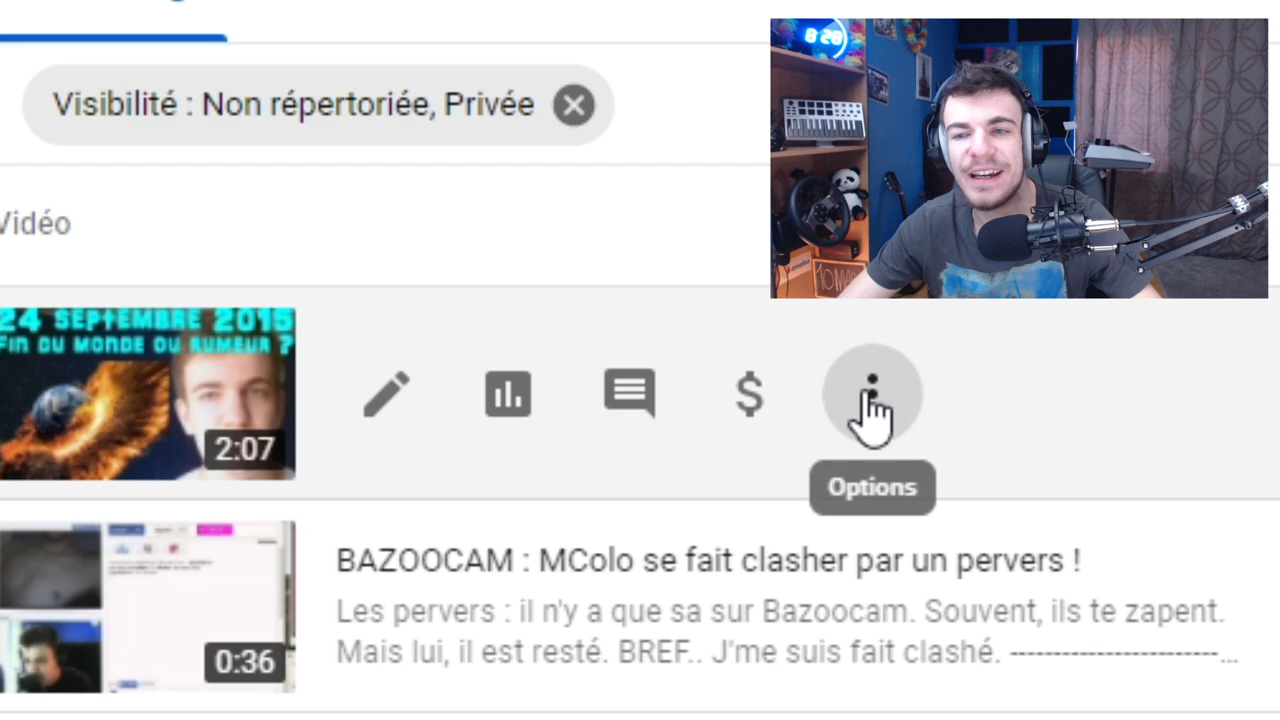 Visibilité : Non répertoriée, Privée
8:20
Vidéo
24 SEPTEMBRE 2015
FIN DU MONDE OU RUMEUR ?
2:07
Options
BAZOOCAM : MColo se fait clasher par un pervers !
Les pervers : il n'y a que sa sur Bazoocam. Souvent, ils te zapent.
Mais lui, il est resté. BREF.. J'me suis fait clashé. ------------------------...
0:36